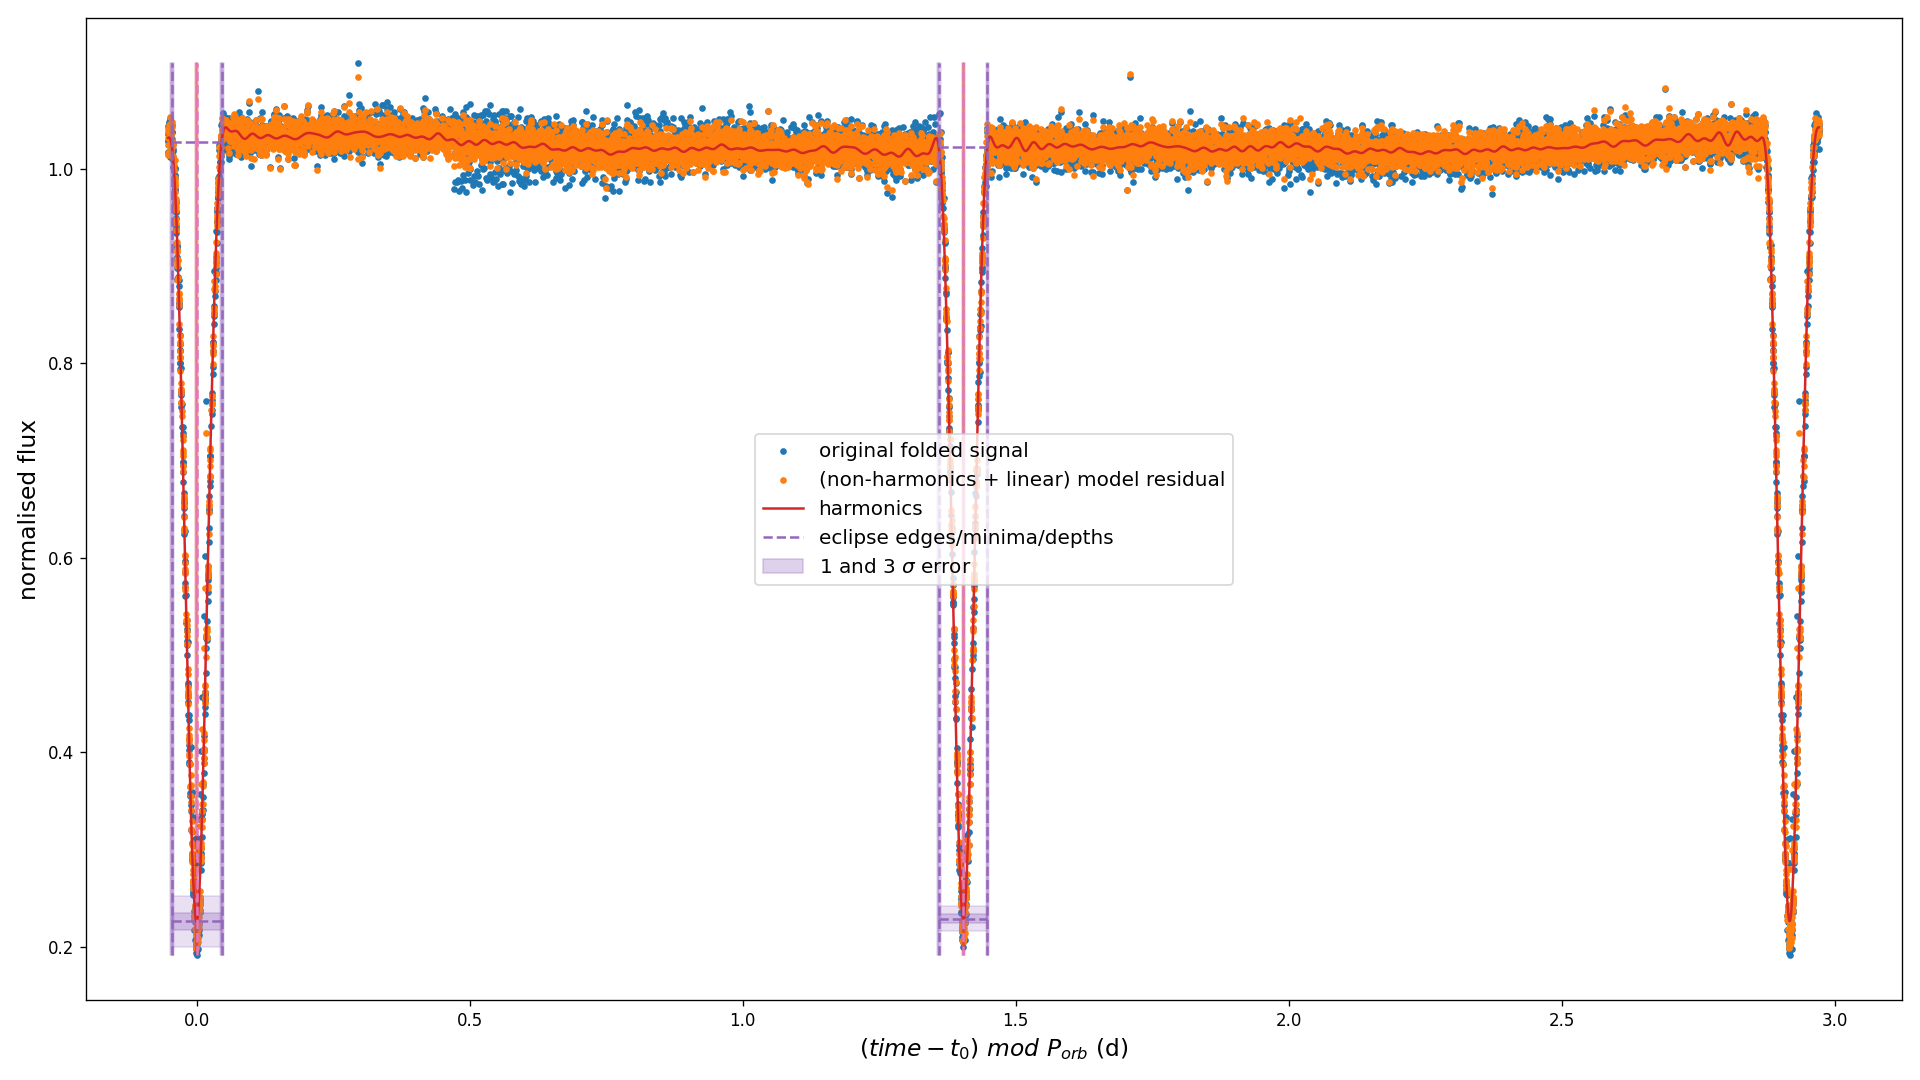 normalised flux
1.0
0.8
0.6
0.4
0.2
original folded signal
(non-harmonics + linear) model residual
harmonics
eclipse edges/minima/depths
1 and 3 σ error
0.0 0.5 1.0 1.5 2.0 2.5 3.0
(time − t₀) mod P_orb (d)